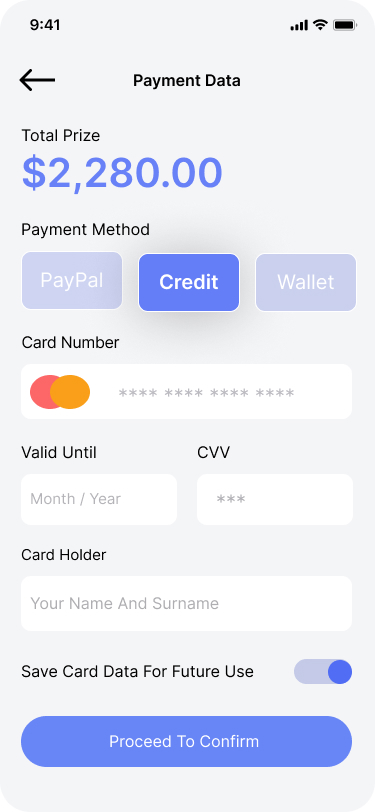 9:41
Payment Data
Total Prize
$2,280.00
Payment Method
PayPal Credit Wallet
Card Number
**** **** **** ****
Valid Until CVV
Month / Year ***
Card Holder
Your Name And Surname
Save Card Data For Future Use
Proceed To Confirm